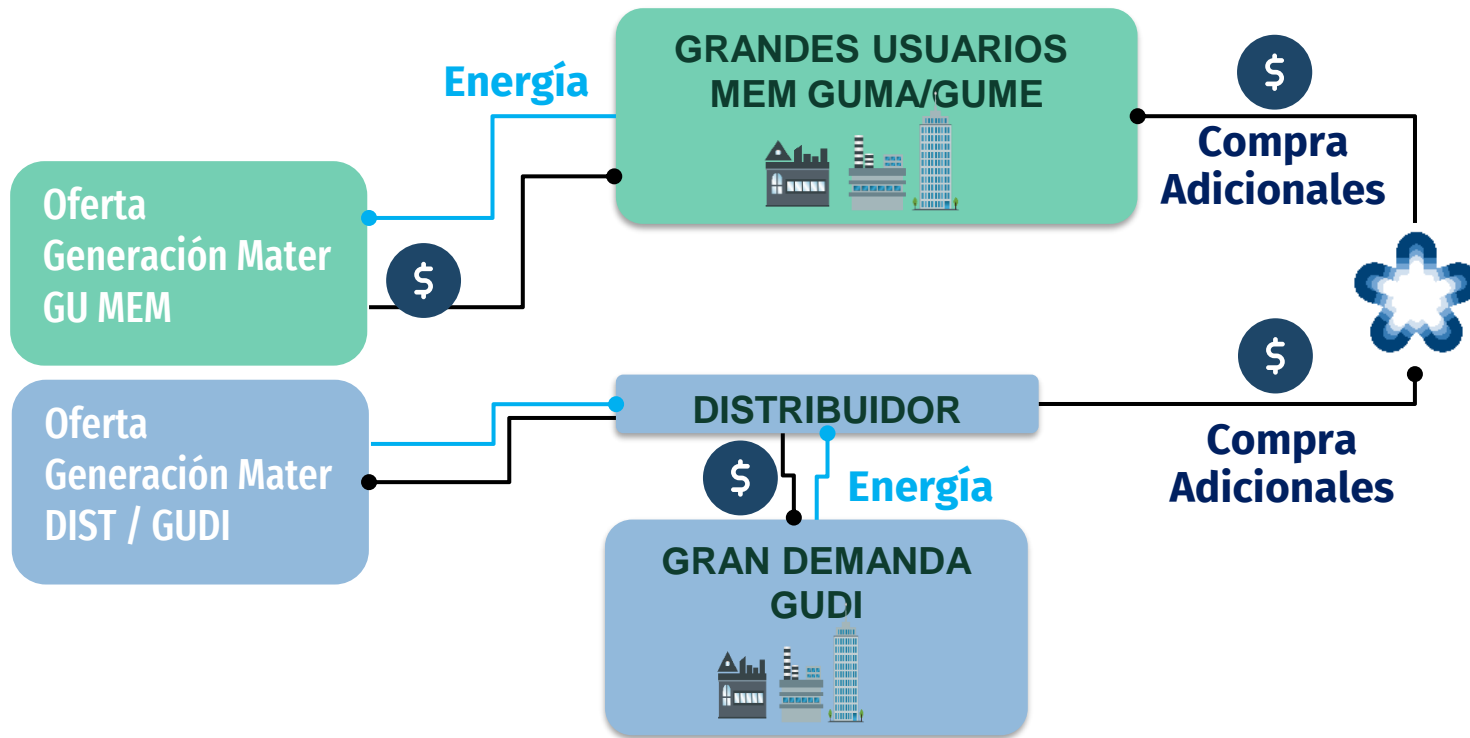 GRANDES USUARIOS
MEM GUMA/GUME
Energía
$
Compra
Adicionales
Oferta
Generación Mater
GU MEM
$
$
Oferta
Generación Mater
DIST / GUDI
DISTRIBUIDOR
Compra
Adicionales
$
Energía
GRAN DEMANDA
GUDI